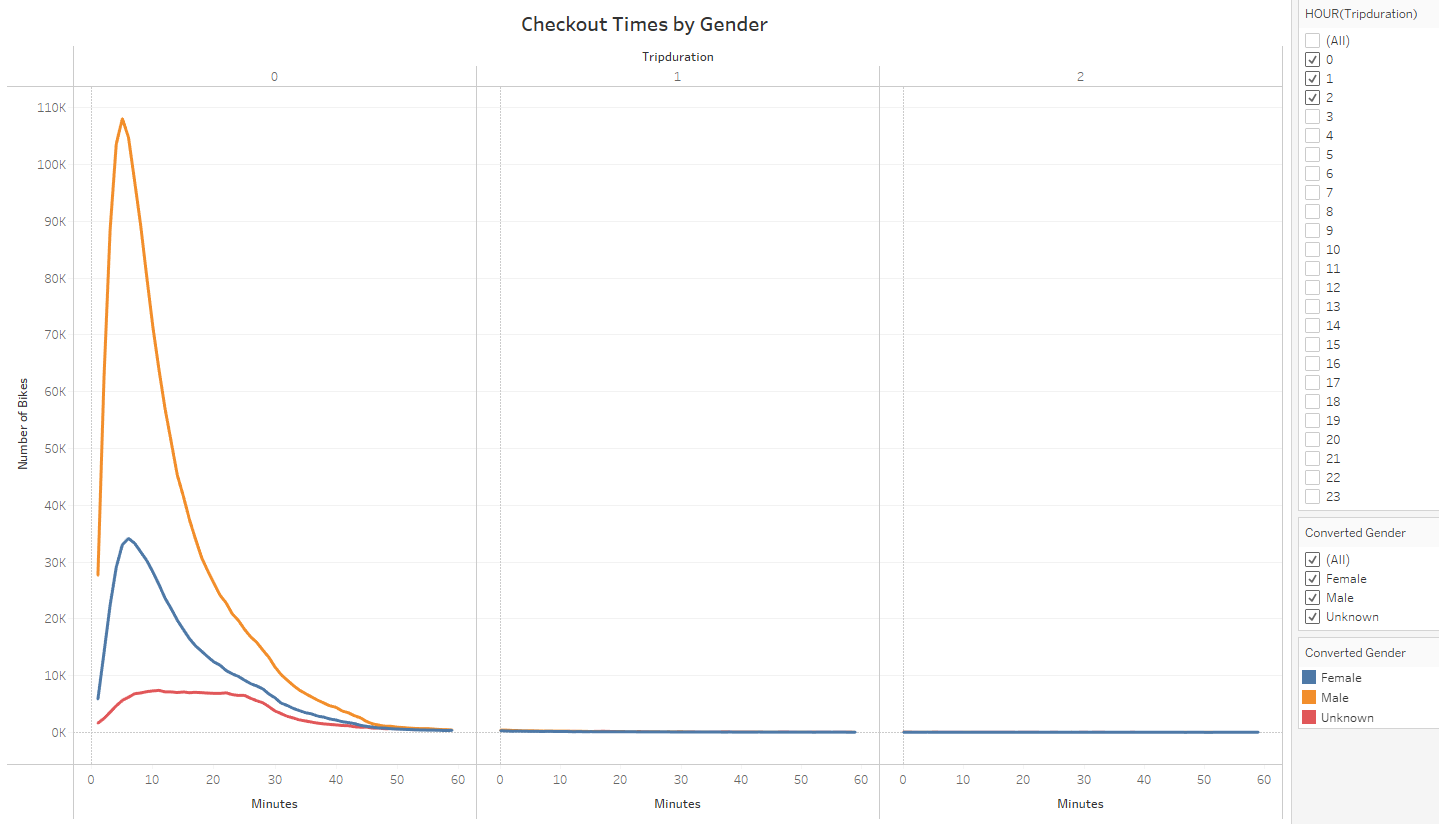 Checkout Times by Gender
Tripduration
0 1 2
110K
100K
90K
80K
70K
60K
50K
40K
30K
20K
10K
0K
Number of Bikes
0 10 20 30 40 50 60 0 10 20 30 40 50 60 0 10 20 30 40 50 60
Minutes Minutes Minutes
HOUR(Tripduration)
(All)
0
1
2
3
4
5
6
7
8
9
10
11
12
13
14
15
16
17
18
19
20
21
22
23
Converted Gender
(All)
Female
Male
Unknown
Converted Gender
Female
Male
Unknown